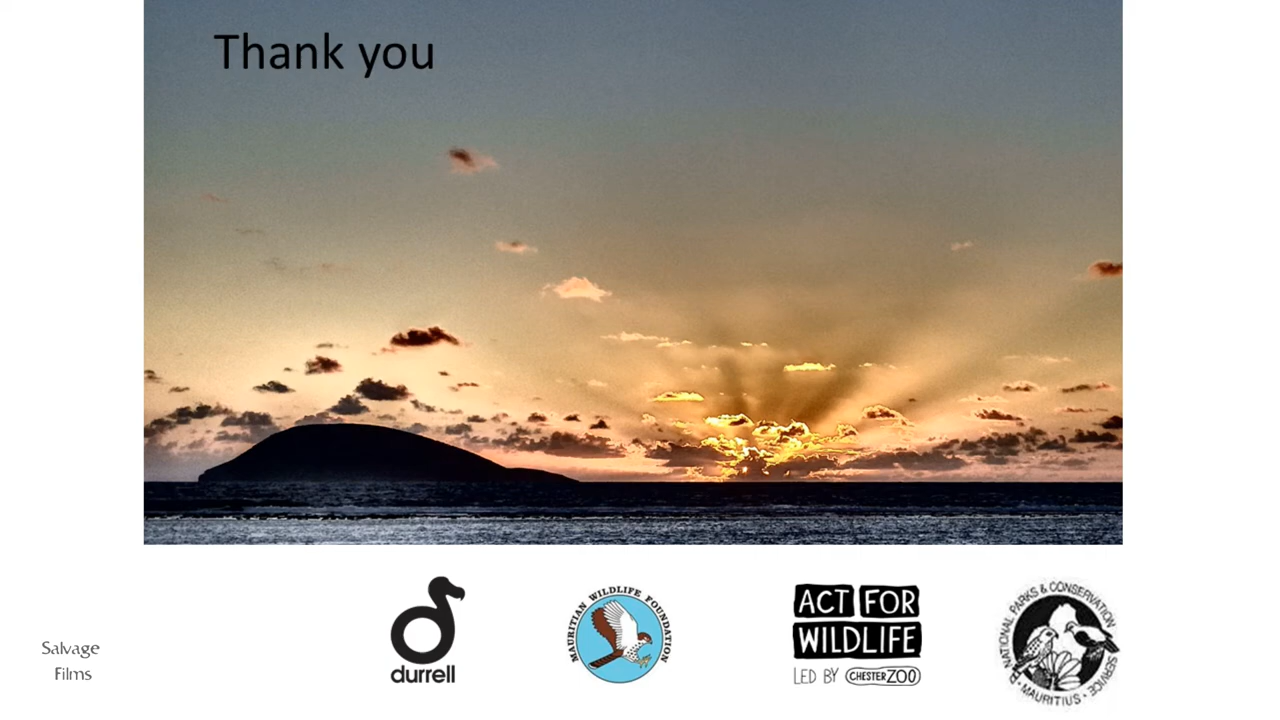 Thank you
Salvage
Films
durrell
MAURITIAN WILDLIFE FOUNDATION
ACT FOR
WILDLIFE
LED BY CHESTER ZOO
NATIONAL PARKS & CONSERVATION SERVICE
• MAURITIUS •